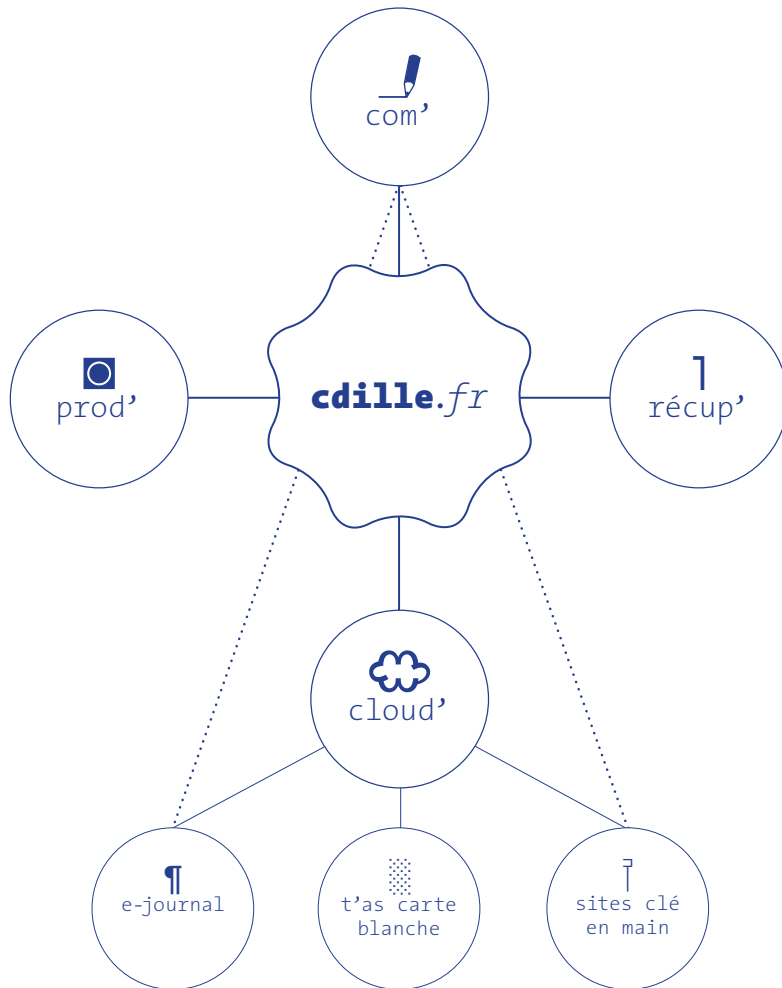 com’
prod’
cdille.fr
récup’
cloud’
¶
e-journal
t’as carte
blanche
sites clé
en main